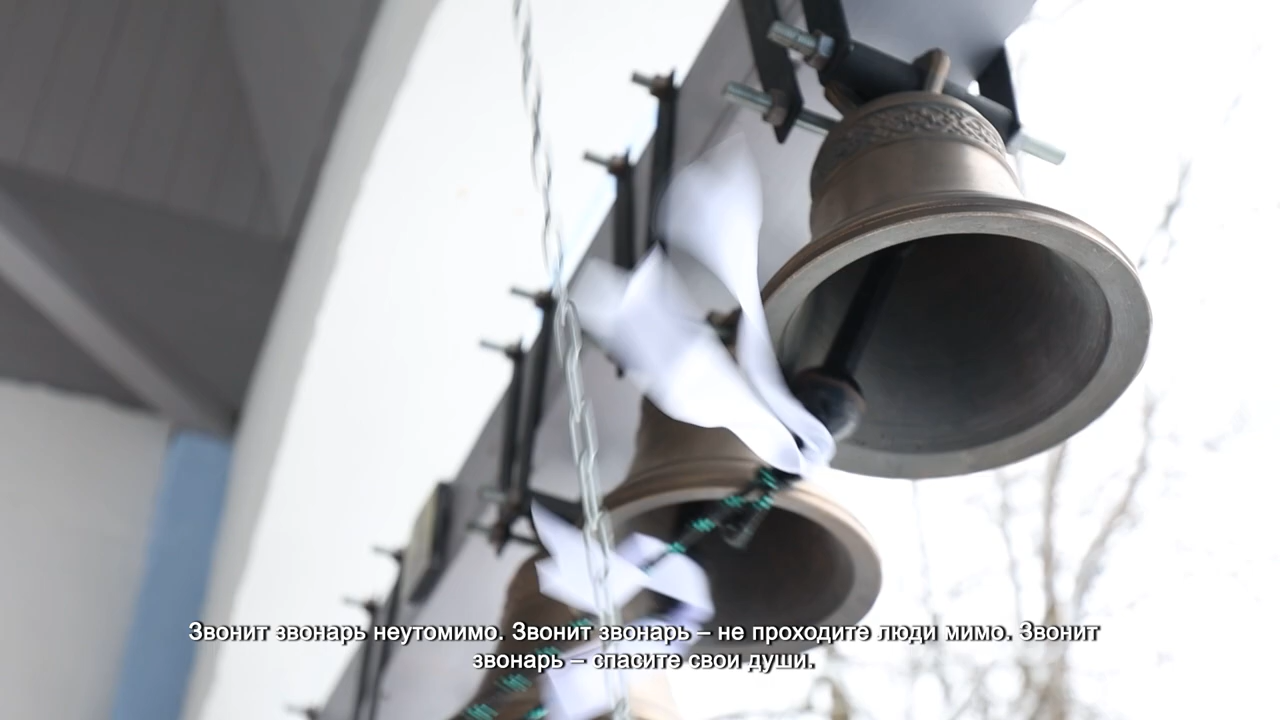 Звонит звонарь неутомимо. Звонит звонарь – не проходите люди мимо. Звонит
звонарь – спасите свои души.